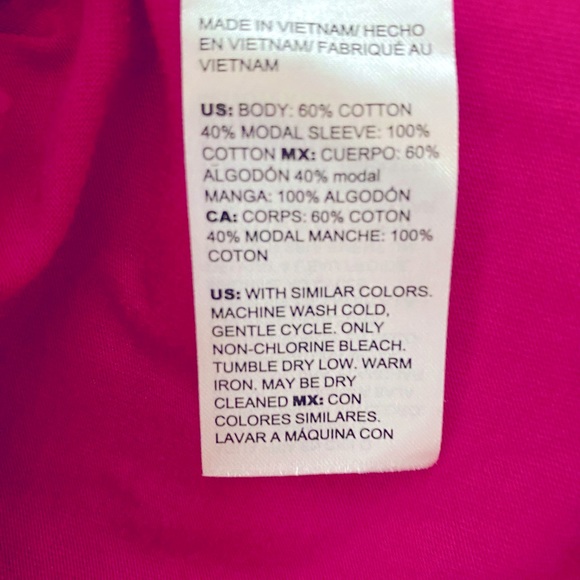 MADE IN VIETNAM/ HECHO
EN VIETNAM/ FABRIQUÉ AU
VIETNAM
US: BODY: 60% COTTON
40% MODAL SLEEVE: 100%
COTTON MX: CUERPO: 60%
ALGODÓN 40% modal
MANGA: 100% ALGODÓN
CA: CORPS: 60% COTON
40% MODAL MANCHE: 100%
COTON
US: WITH SIMILAR COLORS.
MACHINE WASH COLD,
GENTLE CYCLE. ONLY
NON-CHLORINE BLEACH.
TUMBLE DRY LOW. WARM
IRON. MAY BE DRY
CLEANED MX: CON
COLORES SIMILARES.
LAVAR A MÁQUINA CON